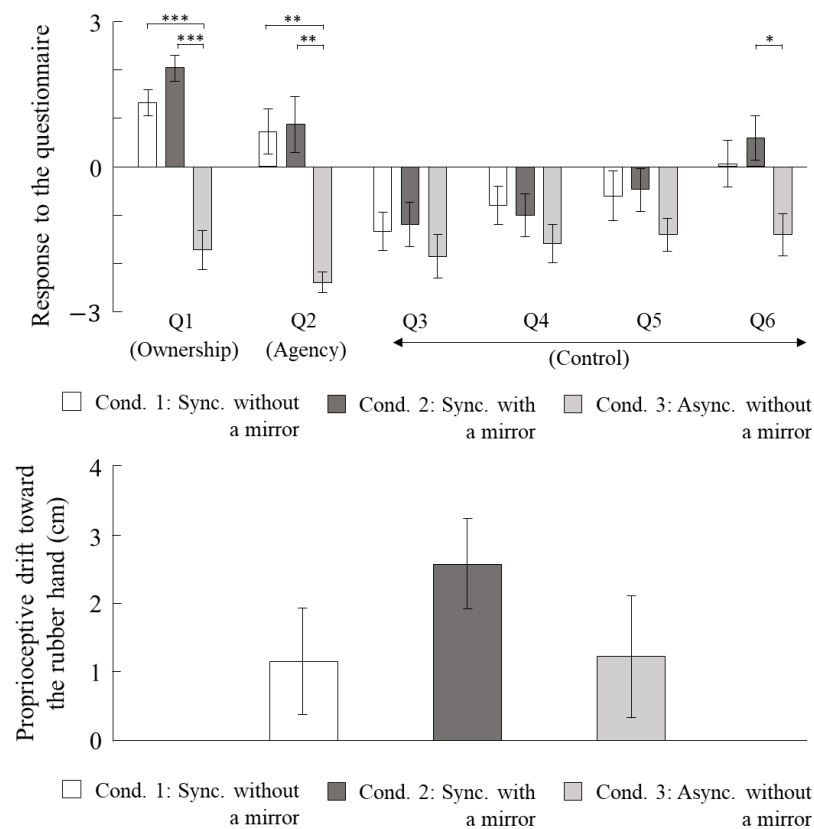 Response to the questionnaire
3
0
−3
*** ** *
*** **
Q1 Q2 Q3 Q4 Q5 Q6
(Ownership) (Agency) (Control)
Cond. 1: Sync. without
a mirror
Cond. 2: Sync. with
a mirror
Cond. 3: Async. without
a mirror
Proprioceptive drift toward
the rubber hand (cm)
4
3
2
1
0
Cond. 1: Sync. without
a mirror
Cond. 2: Sync. with
a mirror
Cond. 3: Async. without
a mirror